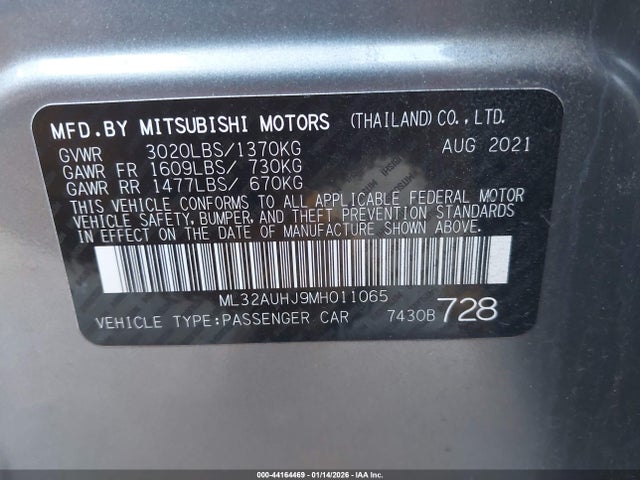 MFD.BY MITSUBISHI MOTORS (THAILAND)CO.,LTD.
GVWR 3020LBS/1370KG AUG 2021
GAWR FR 1609LBS/ 730KG
GAWR RR 1477LBS/ 670KG
THIS VEHICLE CONFORMS TO ALL APPLICABLE FEDERAL MOTOR
VEHICLE SAFETY, BUMPER, AND THEFT PREVENTION STANDARDS
IN EFFECT ON THE DATE OF MANUFACTURE SHOWN ABOVE.
ML32AUHJ9MH011065
VEHICLE TYPE:PASSENGER CAR 7430B 728
000-44164469 - 01/14/2026 - IAA Inc.